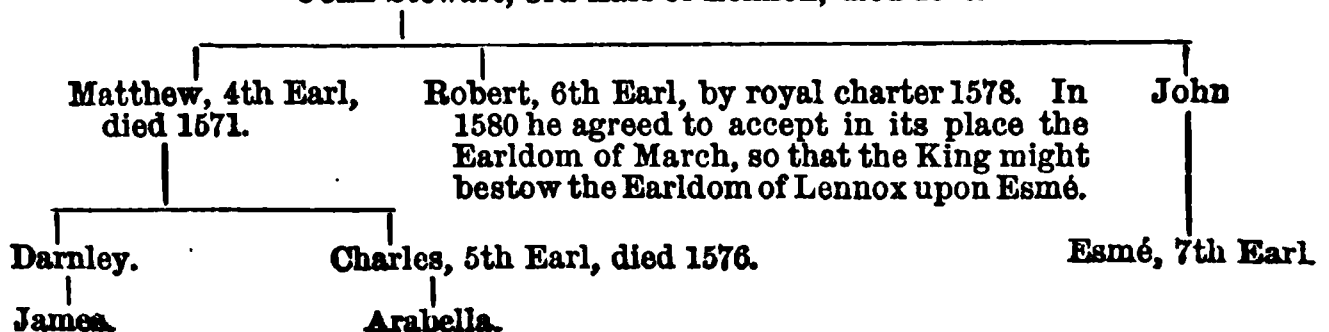 Matthew, 4th Earl,
died 1571.
Robert, 6th Earl, by royal charter 1578. In
1580 he agreed to accept in its place the
Earldom of March, so that the King might
bestow the Earldom of Lennox upon Esmé.
John
Darnley.
Charles, 5th Earl, died 1576.
Esmé, 7th Earl.
James.
Arabella.